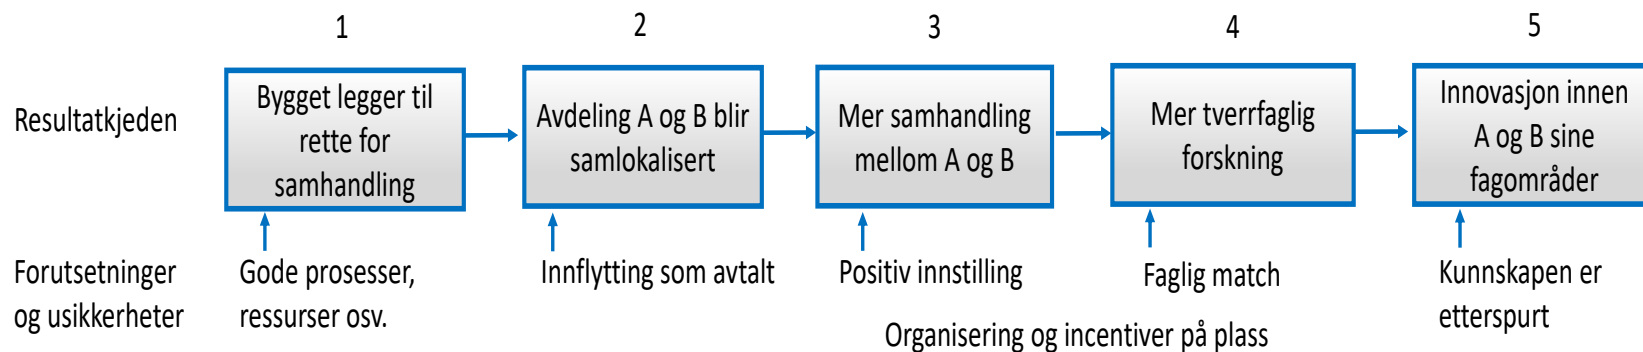 1
2
3
4
5
Resultatkjeden
Bygget legger til
rette for
samhandling
Avdeling A og B blir
samlokalisert
Mer samhandling
mellom A og B
Mer tverrfaglig
forskning
Innovasjon innen
A og B sine
fagområder
Forutsetninger
og usikkerheter
Gode prosesser,
ressurser osv.
Innflytting som avtalt
Positiv innstilling
Faglig match
Kunnskapen er
etterspurt
Organisering og incentiver på plass